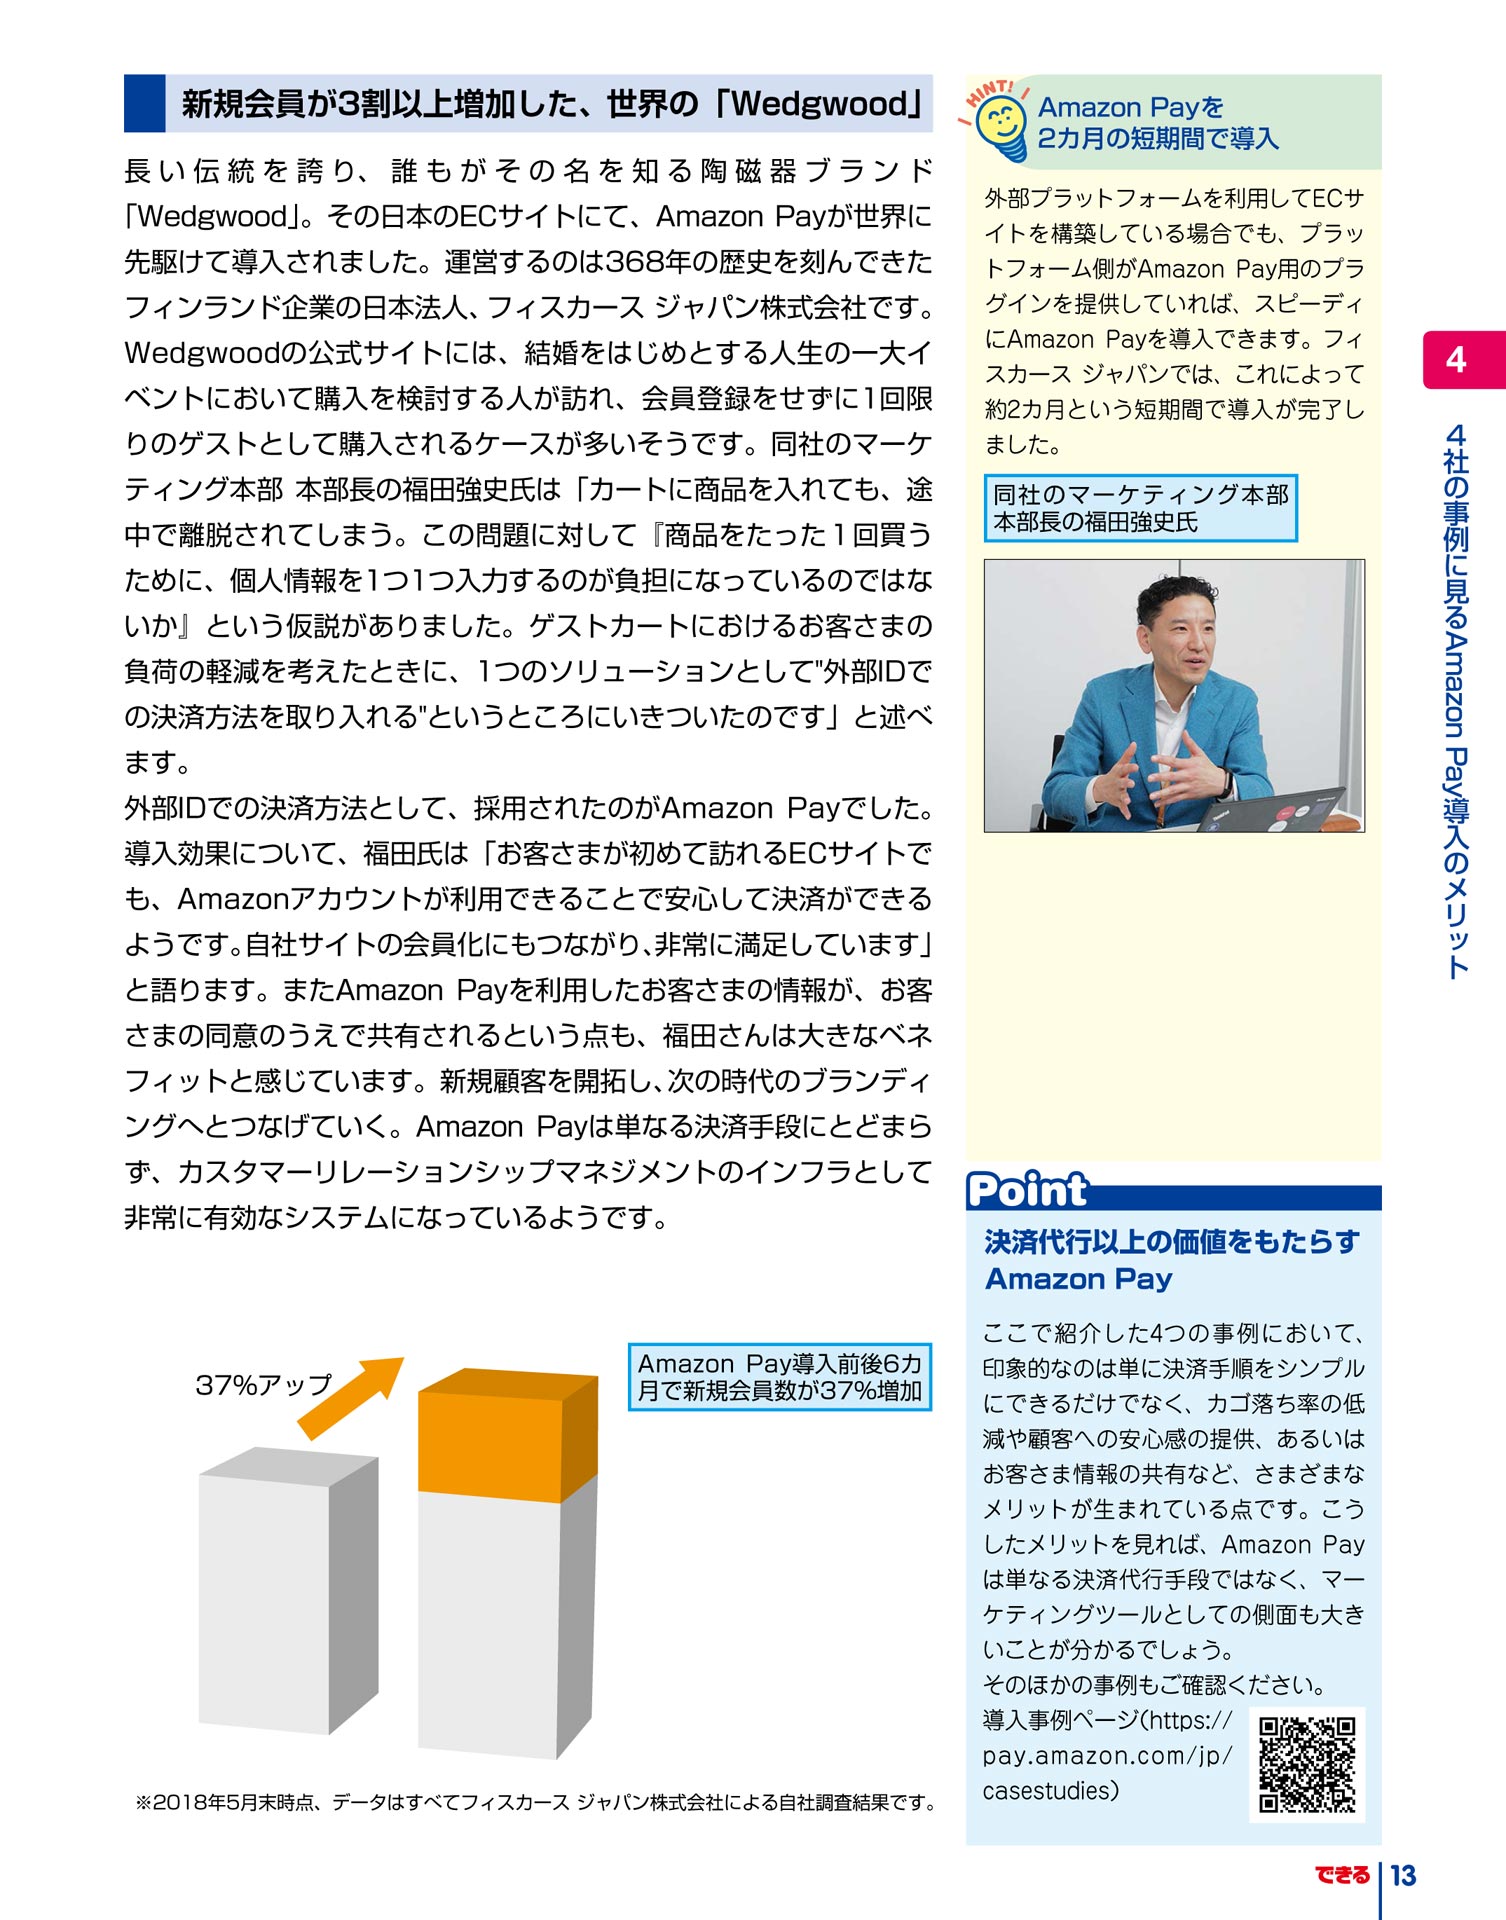 新規会員が3割以上増加した、世界の「Wedgwood」
長い伝統を誇り、誰もがその名を知る陶磁器ブランド
「Wedgwood」。その日本のECサイトにて、Amazon Payが世界に
先駆けて導入されました。運営するのは368年の歴史を刻んできた
フィンランド企業の日本法人、フィスカース ジャパン株式会社です。
Wedgwoodの公式サイトには、結婚をはじめとする人生の一大イ
ベントにおいて購入を検討する人が訪れ、会員登録をせずに1回限
りのゲストとして購入されるケースが多いそうです。同社のマーケ
ティング本部 本部長の福田強史氏は「カートに商品を入れても、途
中で離脱されてしまう。この問題に対して『商品をたった１回買う
ために、個人情報を1つ1つ入力するのが負担になっているのではな
いか』という仮説がありました。ゲストカートにおけるお客さまの
負荷の軽減を考えたときに、1つのソリューションとして"外部IDで
の決済方法を取り入れる"というところにいきついたのです」と述べ
ます。
外部IDでの決済方法として、採用されたのがAmazon Payでした。
導入効果について、福田氏は「お客さまが初めて訪れるECサイトで
も、Amazonアカウントが利用できることで安心して決済ができる
ようです。自社サイトの会員化にもつながり、非常に満足しています」
と語ります。またAmazon Payを利用したお客さまの情報が、お客
さまの同意のうえで共有されるという点も、福田さんは大きなベネ
フィットと感じています。新規顧客を開拓し、次の時代のブランディ
ングへとつなげていく。Amazon Payは単なる決済手段にとどまら
ず、カスタマーリレーションシップマネジメントのインフラとして
非常に有効なシステムになっているようです。
37%アップ
Amazon Pay導入前後6カ
月で新規会員数が37%増加
※2018年5月末時点、データはすべてフィスカース ジャパン株式会社による自社調査結果です。
HINT!
Amazon Payを
2カ月の短期間で導入
外部プラットフォームを利用してECサ
イトを構築している場合でも、プラッ
トフォーム側がAmazon Pay用のプラ
グインを提供していれば、スピーディ
にAmazon Payを導入できます。フィ
スカース ジャパンでは、これによって
約2カ月という短期間で導入が完了し
ました。
同社のマーケティング本部
本部長の福田強史氏
Point
決済代行以上の価値をもたらす
Amazon Pay
ここで紹介した4つの事例において、
印象的なのは単に決済手順をシンプル
にできるだけでなく、カゴ落ち率の低
減や顧客への安心感の提供、あるいは
お客さま情報の共有など、さまざまな
メリットが生まれている点です。こう
したメリットを見れば、Amazon Pay
は単なる決済代行手段ではなく、マー
ケティングツールとしての側面も大き
いことが分かるでしょう。
そのほかの事例もご確認ください。
導入事例ページ(https://
pay.amazon.com/jp/
casestudies)
4
4社の事例に見るAmazon Pay導入のメリット
できる
13